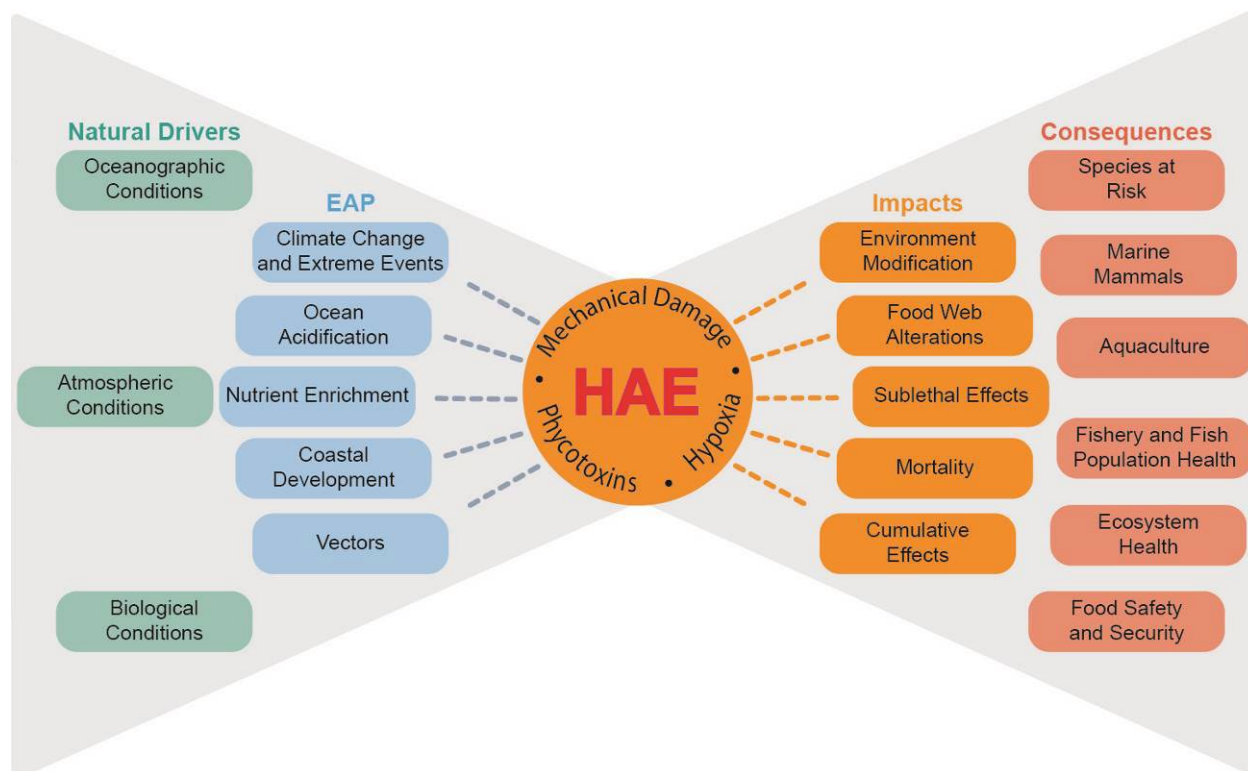 Natural Drivers
Oceanographic
Conditions
Atmospheric
Conditions
Biological
Conditions
EAP
Climate Change
and Extreme Events
Ocean
Acidification
Nutrient Enrichment
Coastal
Development
Vectors
Mechanical Damage
HAE
Phycotoxins
Hypoxia
Impacts
Environment
Modification
Food Web
Alterations
Sublethal Effects
Mortality
Cumulative
Effects
Consequences
Species at
Risk
Marine
Mammals
Aquaculture
Fishery and Fish
Population Health
Ecosystem
Health
Food Safety
and Security